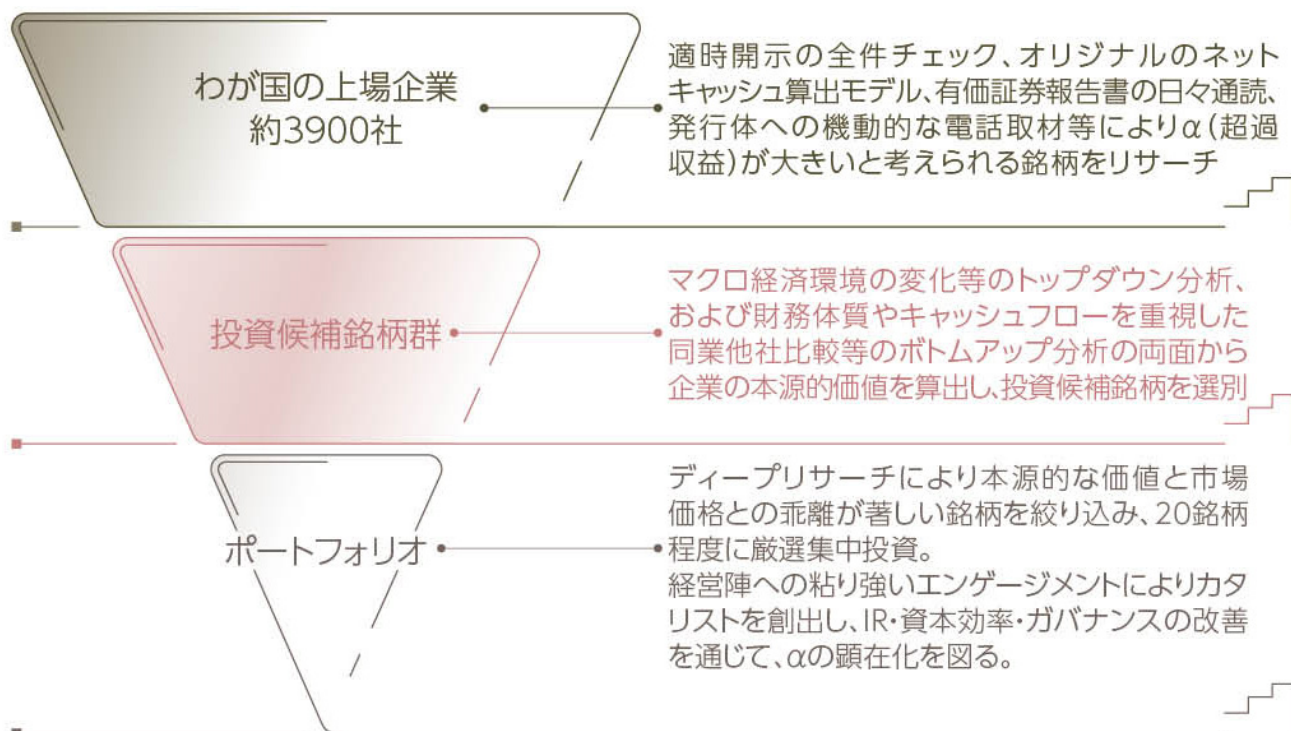 わが国の上場企業
約3900社
適時開示の全件チェック、オリジナルのネット
キャッシュ算出モデル、有価証券報告書の日々通読、
発行体への機動的な電話取材等によりα(超過
収益)が大きいと考えられる銘柄をリサーチ
投資候補銘柄群
マクロ経済環境の変化等のトップダウン分析、
および財務体質やキャッシュフローを重視した
同業他社比較等のボトムアップ分析の両面から
企業の本源的価値を算出し、投資候補銘柄を選別
ポートフォリオ
ディープリサーチにより本源的な価値と市場
価格との乖離が著しい銘柄を絞り込み、20銘柄
程度に厳選集中投資。
経営陣への粘り強いエンゲージメントによりカタ
リストを創出し、IR・資本効率・ガバナンスの改善
を通じて、αの顕在化を図る。